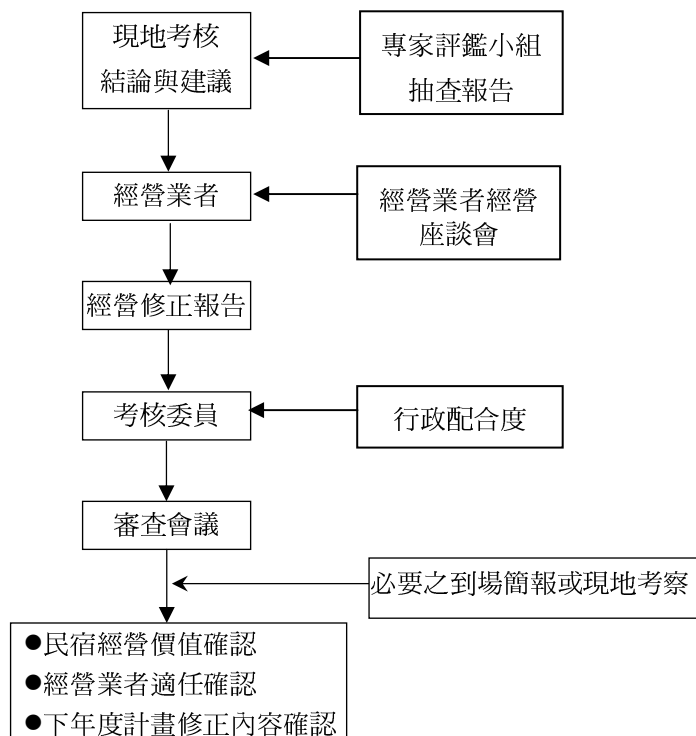 現地考核
結論與建議
專家評鑑小組
抽查報告
經營業者
經營業者經營
座談會
經營修正報告
考核委員
行政配合度
審查會議
必要之到場簡報或現地考察
●民宿經營價值確認
●經營業者適任確認
●下年度計畫修正內容確認